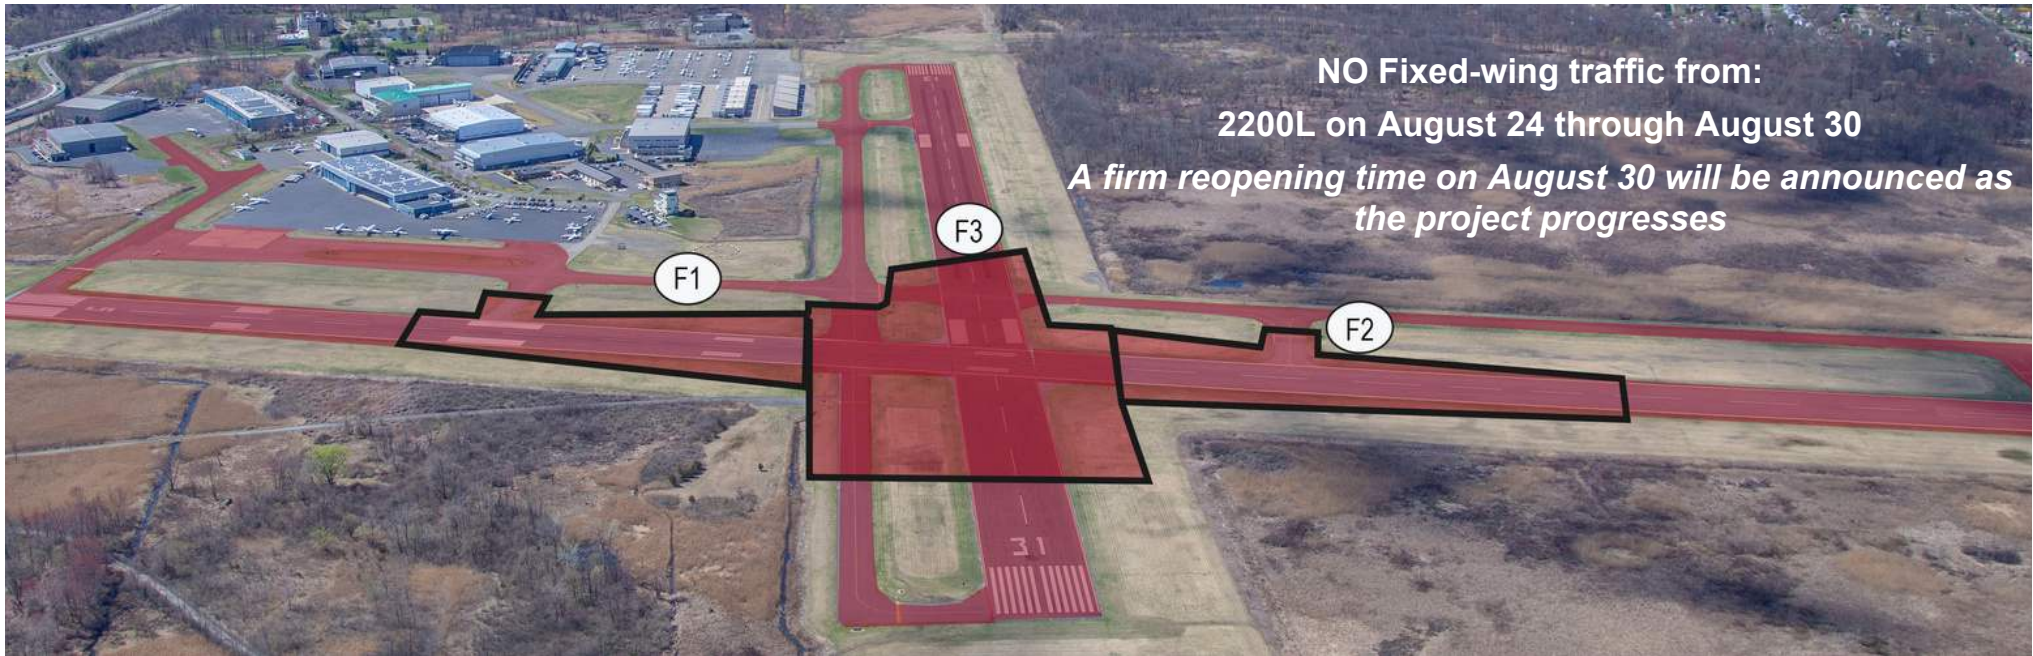 NO Fixed-wing traffic from:
2200L on August 24 through August 30
A firm reopening time on August 30 will be announced as
the project progresses
F3
F1
F2
31